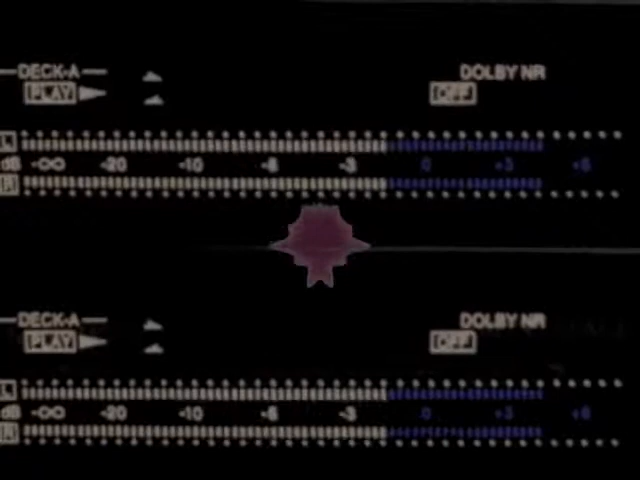 DECK-A DOLBY NR
PLAY OFF
L
dB -∞ -20 -10 -6 -3 0 +3 +6
R
DECK-A DOLBY NR
PLAY OFF
L
dB -∞ -20 -10 -6 -3 0 +3 +6
R